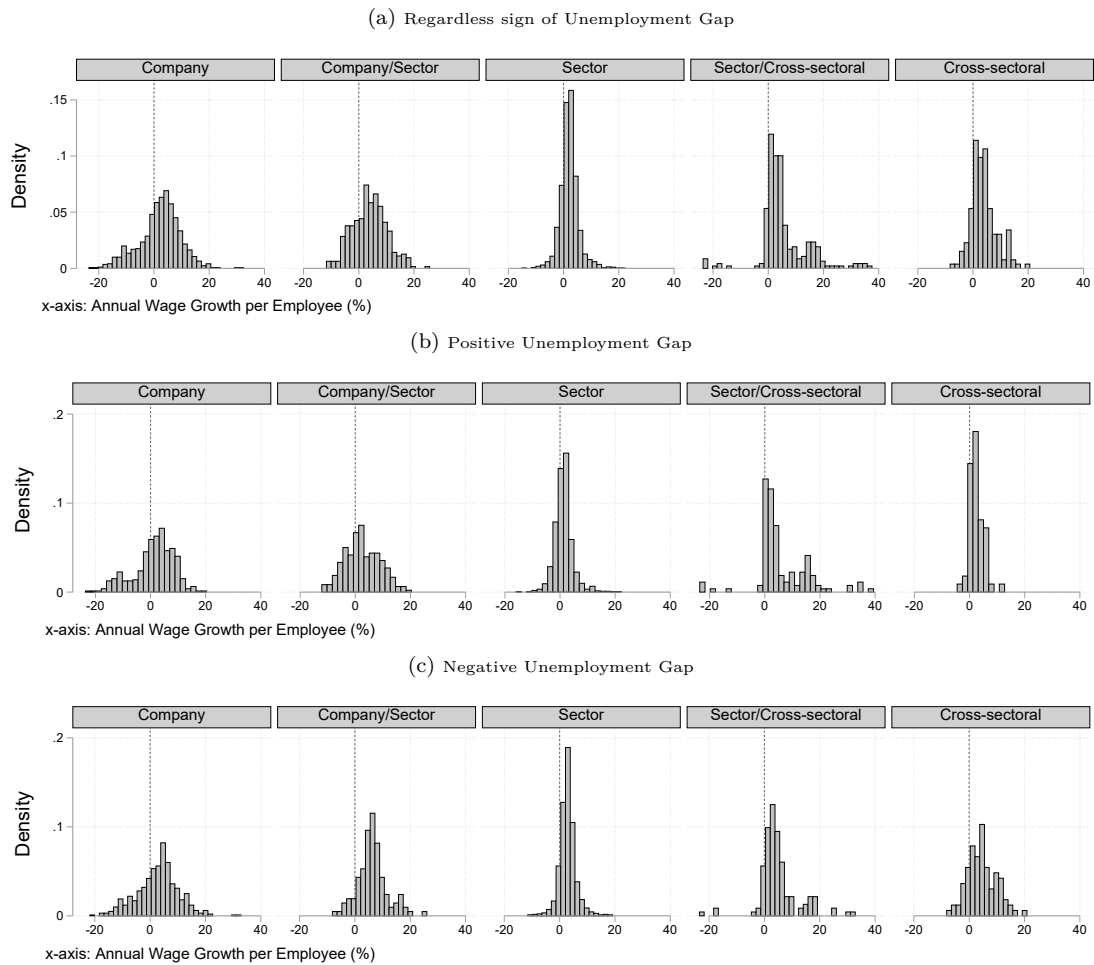 (a) Regardless sign of Unemployment Gap
Company Company/Sector Sector Sector/Cross-sectoral Cross-sectoral
Density
.15
.1
.05
0
-20 0 20 40 -20 0 20 40 -20 0 20 40 -20 0 20 40 -20 0 20 40
x-axis: Annual Wage Growth per Employee (%)
(b) Positive Unemployment Gap
Company Company/Sector Sector Sector/Cross-sectoral Cross-sectoral
Density
.2
.1
0
-20 0 20 40 -20 0 20 40 -20 0 20 40 -20 0 20 40 -20 0 20 40
x-axis: Annual Wage Growth per Employee (%)
(c) Negative Unemployment Gap
Company Company/Sector Sector Sector/Cross-sectoral Cross-sectoral
Density
.2
.1
0
-20 0 20 40 -20 0 20 40 -20 0 20 40 -20 0 20 40 -20 0 20 40
x-axis: Annual Wage Growth per Employee (%)